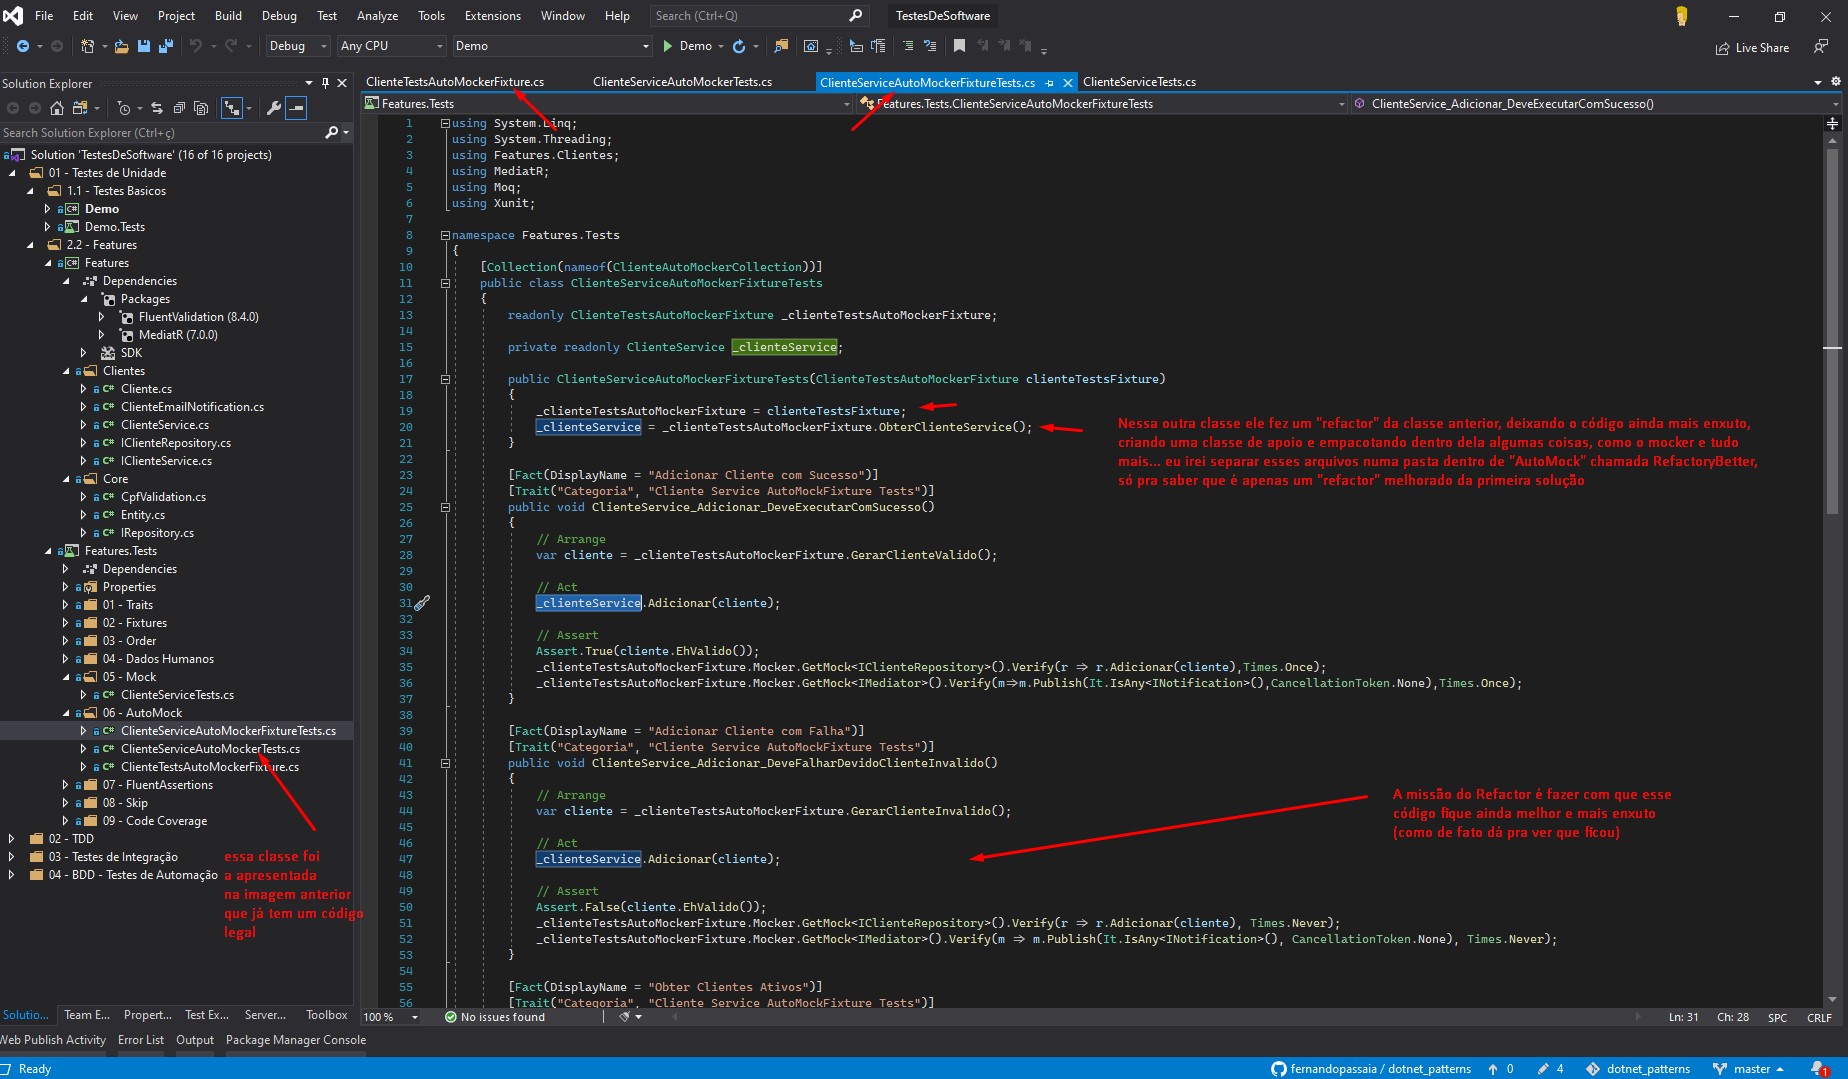 File Edit View Project Build Debug Test Analyze Tools Extensions Window Help Search (Ctrl+Q) TestesDeSoftware
Debug Any CPU Demo Demo Live Share
Solution Explorer
Search Solution Explorer (Ctrl+ç)
Solution 'TestesDeSoftware' (16 of 16 projects)
01 - Testes de Unidade
1.1 - Testes Basicos
Demo
Demo.Tests
2.2 - Features
Features
Dependencies
Packages
FluentValidation (8.4.0)
MediatR (7.0.0)
SDK
Clientes
Cliente.cs
ClienteEmailNotification.cs
ClienteService.cs
IClienteRepository.cs
IClienteService.cs
Core
CpfValidation.cs
Entity.cs
IRepository.cs
Features.Tests
Dependencies
Properties
01 - Traits
02 - Fixtures
03 - Order
04 - Dados Humanos
05 - Mock
ClienteServiceTests.cs
06 - AutoMock
ClienteServiceAutoMockerFixtureTests.cs
ClienteServiceAutoMockerTests.cs
ClienteTestsAutoMockerFixture.cs
07 - FluentAssertions
08 - Skip
09 - Code Coverage
02 - TDD
03 - Testes de Integração
04 - BDD - Testes de Automação
essa classe foi
a apresentada
na imagem anterior
que já tem um código
legal
Solutio... Team E... Propert... Test Ex... Server... Toolbox
ClienteTestsAutoMockerFixture.cs ClienteServiceAutoMockerTests.cs ClienteServiceAutoMockerFixtureTests.cs ClienteServiceTests.cs
Features.Tests Features.Tests.ClienteServiceAutoMockerFixtureTests ClienteService_Adicionar_DeveExecutarComSucesso()
1 using System.Linq;
2 using System.Threading;
3 using Features.Clientes;
4 using MediatR;
5 using Moq;
6 using Xunit;
7
8 namespace Features.Tests
9 {
10 [Collection(nameof(ClienteAutoMockerCollection))]
11 public class ClienteServiceAutoMockerFixtureTests
12 {
13 readonly ClienteTestsAutoMockerFixture _clienteTestsAutoMockerFixture;
14
15 private readonly ClienteService _clienteService;
16
17 public ClienteServiceAutoMockerFixtureTests(ClienteTestsAutoMockerFixture clienteTestsFixture)
18 {
19 _clienteTestsAutoMockerFixture = clienteTestsFixture;
20 _clienteService = _clienteTestsAutoMockerFixture.ObterClienteService();
21 }
22
23 [Fact(DisplayName = "Adicionar Cliente com Sucesso")]
24 [Trait("Categoria", "Cliente Service AutoMockFixture Tests")]
25 public void ClienteService_Adicionar_DeveExecutarComSucesso()
26 {
27 // Arrange
28 var cliente = _clienteTestsAutoMockerFixture.GerarClienteValido();
29
30 // Act
31 _clienteService.Adicionar(cliente);
32
33 // Assert
34 Assert.True(cliente.EhValido());
35 _clienteTestsAutoMockerFixture.Mocker.GetMock<IClienteRepository>().Verify(r => r.Adicionar(cliente),Times.Once);
36 _clienteTestsAutoMockerFixture.Mocker.GetMock<IMediator>().Verify(m=>m.Publish(It.IsAny<INotification>(),CancellationToken.None),Times.Once);
37 }
38
39 [Fact(DisplayName = "Adicionar Cliente com Falha")]
40 [Trait("Categoria", "Cliente Service AutoMockFixture Tests")]
41 public void ClienteService_Adicionar_DeveFalharDevidoClienteInvalido()
42 {
43 // Arrange
44 var cliente = _clienteTestsAutoMockerFixture.GerarClienteInvalido();
45
46 // Act
47 _clienteService.Adicionar(cliente);
48
49 // Assert
50 Assert.False(cliente.EhValido());
51 _clienteTestsAutoMockerFixture.Mocker.GetMock<IClienteRepository>().Verify(r => r.Adicionar(cliente), Times.Never);
52 _clienteTestsAutoMockerFixture.Mocker.GetMock<IMediator>().Verify(m => m.Publish(It.IsAny<INotification>(), CancellationToken.None), Times.Never);
53 }
54
55 [Fact(DisplayName = "Obter Clientes Ativos")]
56 [Trait("Categoria", "Cliente Service AutoMockFixture Tests")]
Nessa outra classe ele fez um "refactor" da classe anterior, deixando o código ainda mais enxuto,
criando uma classe de apoio e empacotando dentro dela algumas coisas, como o mocker e tudo
mais... eu irei separar esses arquivos numa pasta dentro de "AutoMock" chamada RefactoryBetter,
só pra saber que é apenas um "refactor" melhorado da primeira solução
A missão do Refactor é fazer com que esse
código fique ainda melhor e mais enxuto
(como de fato dá pra ver que ficou)
100 % No issues found Ln: 31 Ch: 28 SPC CRLF
Web Publish Activity Error List Output Package Manager Console
Ready fernandopassaia / dotnet_patterns 0 4 dotnet_patterns master 1